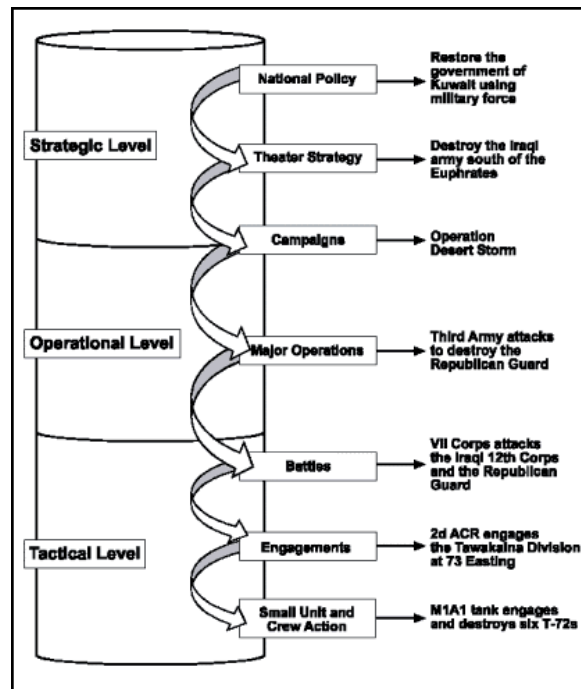 National Policy
Restore the
government of
Kuwait using
military force
Strategic Level
Theater Strategy
Destroy the Iraqi
army south of the
Euphrates
Campaigns
Operation
Desert Storm
Operational Level
Major Operations
Third Army attacks
to destroy the
Republican Guard
Battles
VII Corps attacks
the Iraqi 12th Corps
and the Republican
Guard
Tactical Level
Engagements
2d ACR engages
the Tawakalna Division
at 73 Easting
Small Unit and
Crew Action
M1A1 tank engages
and destroys six T-72s